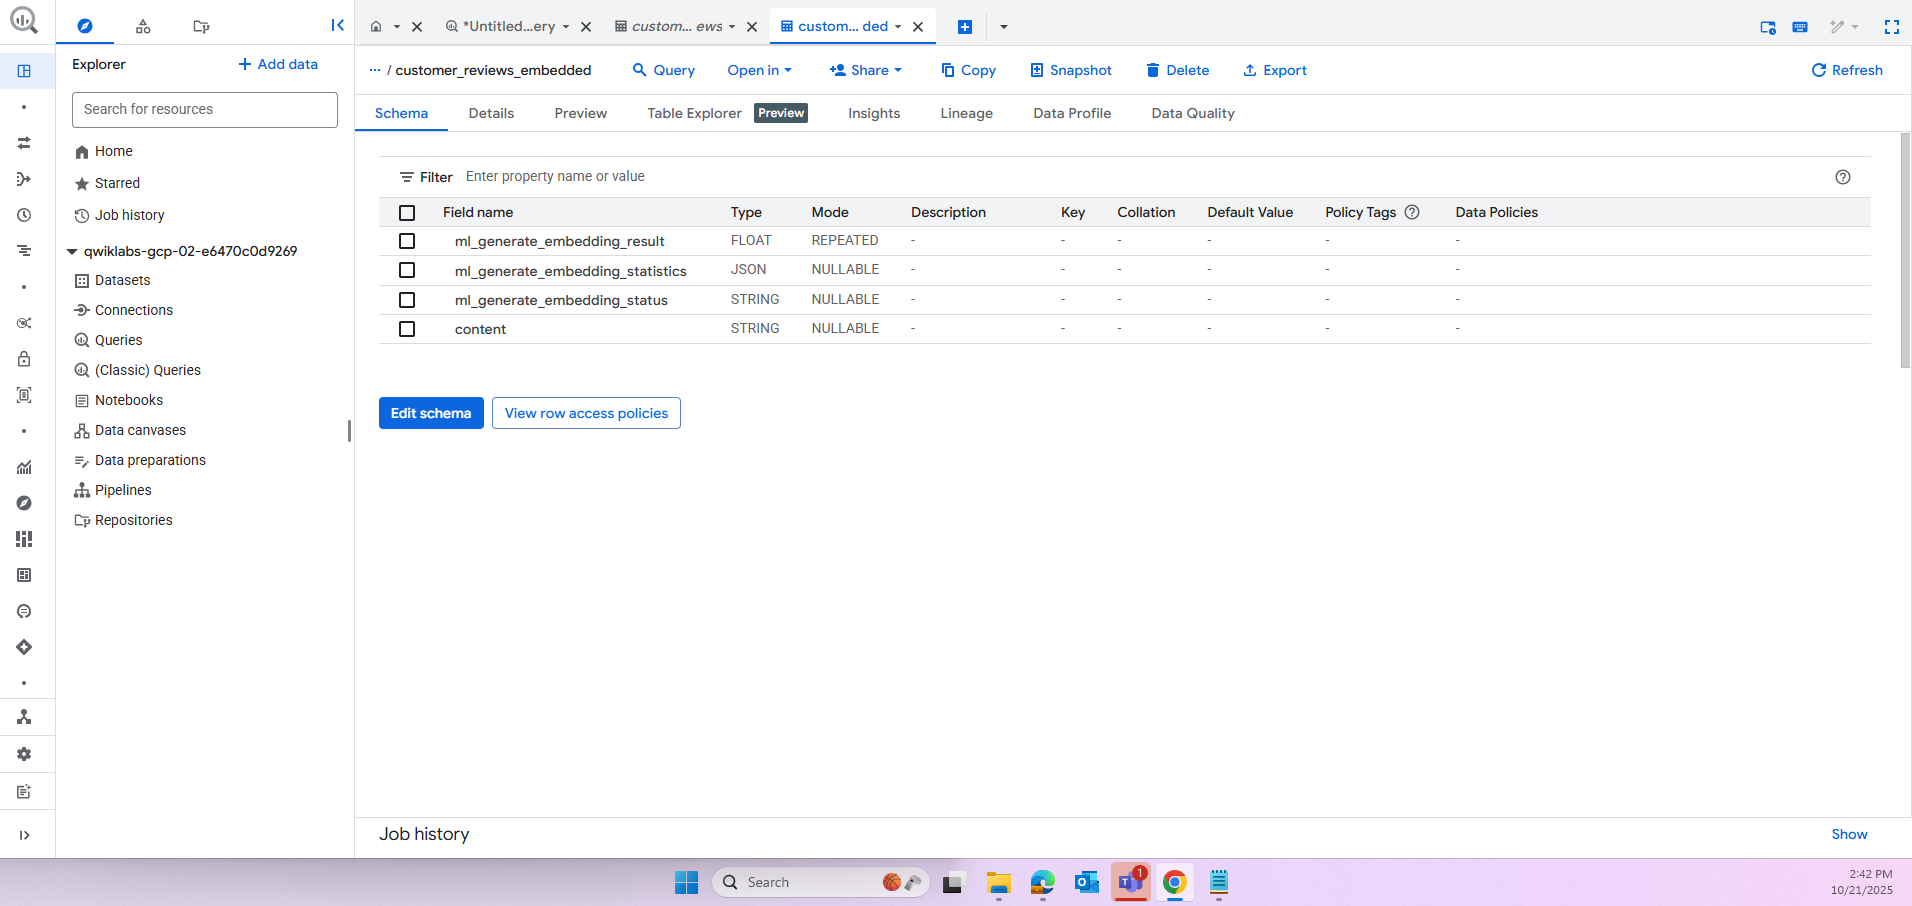 *Untitled...ery
custom... ews
custom... ded
Explorer
Add data
Search for resources
Home
Starred
Job history
qwiklabs-gcp-02-e6470c0d9269
Datasets
Connections
Queries
(Classic) Queries
Notebooks
Data canvases
Data preparations
Pipelines
Repositories
... / customer_reviews_embedded
Query
Open in
Share
Copy
Snapshot
Delete
Export
Refresh
Schema
Details
Preview
Table Explorer Preview
Insights
Lineage
Data Profile
Data Quality
Filter Enter property name or value
Field name Type Mode Description Key Collation Default Value Policy Tags Data Policies
ml_generate_embedding_result FLOAT REPEATED - - - - - -
ml_generate_embedding_statistics JSON NULLABLE - - - - - -
ml_generate_embedding_status STRING NULLABLE - - - - - -
content STRING NULLABLE - - - - - -
Edit schema
View row access policies
Job history
Show
Search
1
2:42 PM
10/21/2025